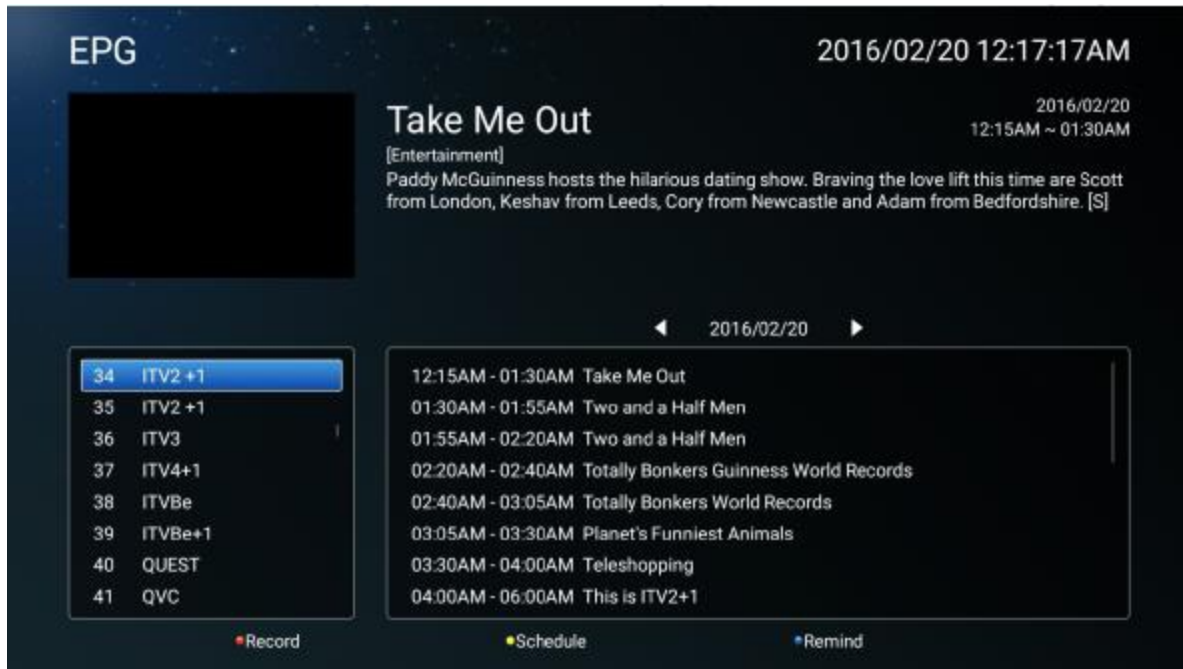 EPG
2016/02/20 12:17:17AM
Take Me Out
2016/02/20
12:15AM ~ 01:30AM
[Entertainment]
Paddy McGuinness hosts the hilarious dating show. Braving the love lift this time are Scott
from London, Keshav from Leeds, Cory from Newcastle and Adam from Bedfordshire. [S]
2016/02/20
34 ITV2 +1
35 ITV2 +1
36 ITV3
37 ITV4+1
38 ITVBe
39 ITVBe+1
40 QUEST
41 QVC
12:15AM - 01:30AM Take Me Out
01:30AM - 01:55AM Two and a Half Men
01:55AM - 02:20AM Two and a Half Men
02:20AM - 02:40AM Totally Bonkers Guinness World Records
02:40AM - 03:05AM Totally Bonkers World Records
03:05AM - 03:30AM Planet's Funniest Animals
03:30AM - 04:00AM Teleshopping
04:00AM - 06:00AM This is ITV2+1
Record
Schedule
Remind